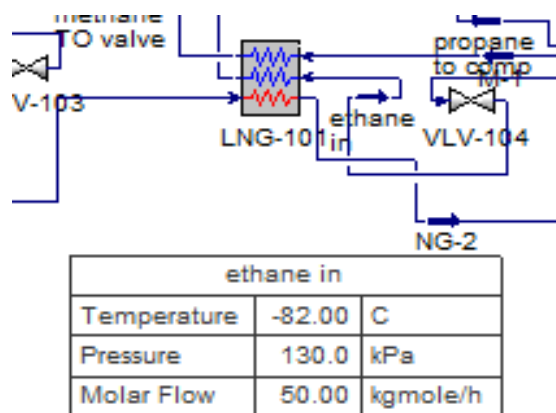 methane
TO valve
V-103
LNG-101
ethane
in
propane
to comp
M-1
VLV-104
NG-2
ethane in
Temperature -82.00 C
Pressure 130.0 kPa
Molar Flow 50.00 kgmole/h